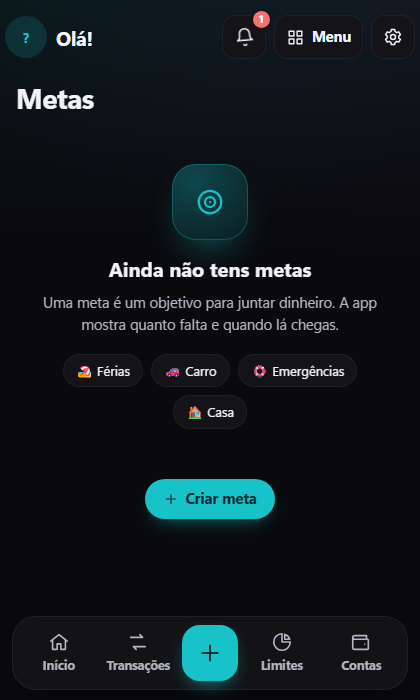 ?
Olá!
1
Menu
Metas
Ainda não tens metas
Uma meta é um objetivo para juntar dinheiro. A app
mostra quanto falta e quando lá chegas.
Férias
Carro
Emergências
Casa
+ Criar meta
Início
Transações
+
Limites
Contas